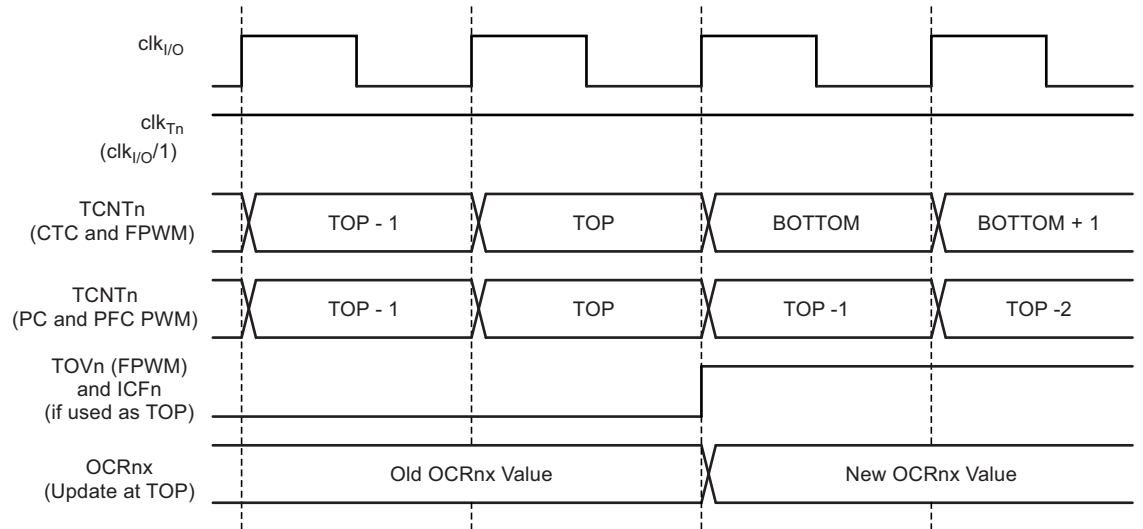 clkI/O
clkTn
(clkI/O/1)
TCNTn
(CTC and FPWM)
TOP - 1
TOP
BOTTOM
BOTTOM + 1
TCNTn
(PC and PFC PWM)
TOP - 1
TOP
TOP -1
TOP -2
TOVn (FPWM)
and ICFn
(if used as TOP)
OCRnx
(Update at TOP)
Old OCRnx Value
New OCRnx Value